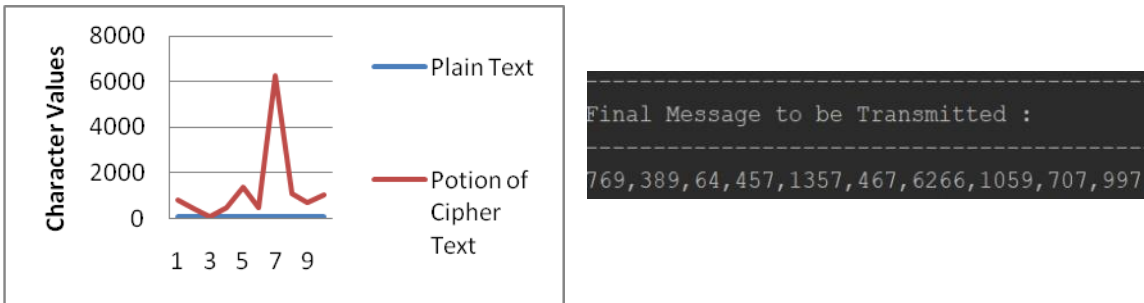 Character Values
8000
6000
4000
2000
0
1 3 5 7 9
Plain Text
Potion of
Cipher
Text
Final Message to be Transmitted :
769,389,64,457,1357,467,6266,1059,707,997